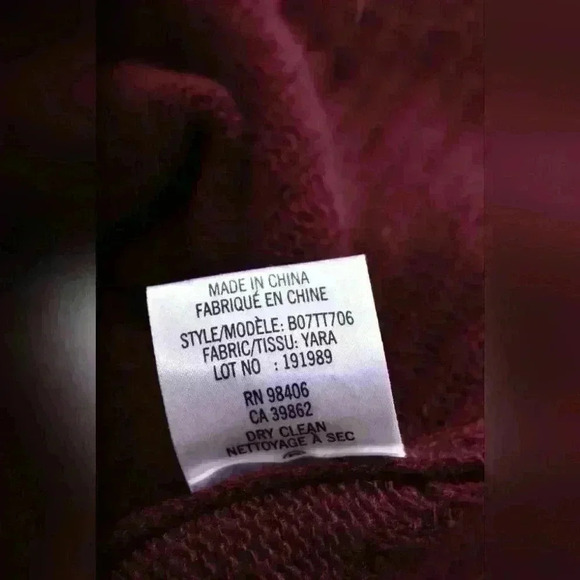 MADE IN CHINA
FABRIQUÉ EN CHINE
STYLE/MODÈLE: B07TT706
FABRIC/TISSU: YARA
LOT NO : 191989
RN 98406
CA 39862
DRY CLEAN
NETTOYAGE À SEC